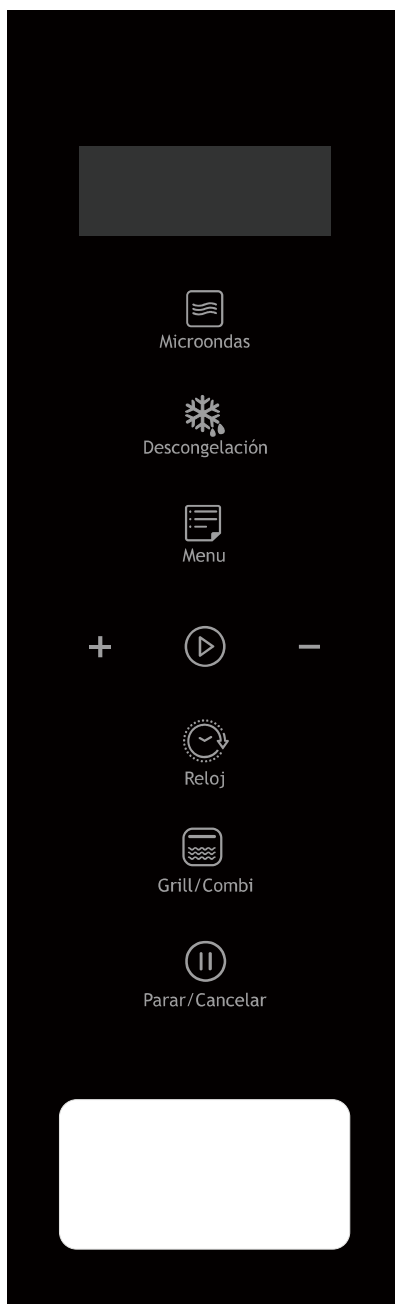 Microondas
Descongelación
Menu
+ −
Reloj
Grill/Combi
Parar/Cancelar